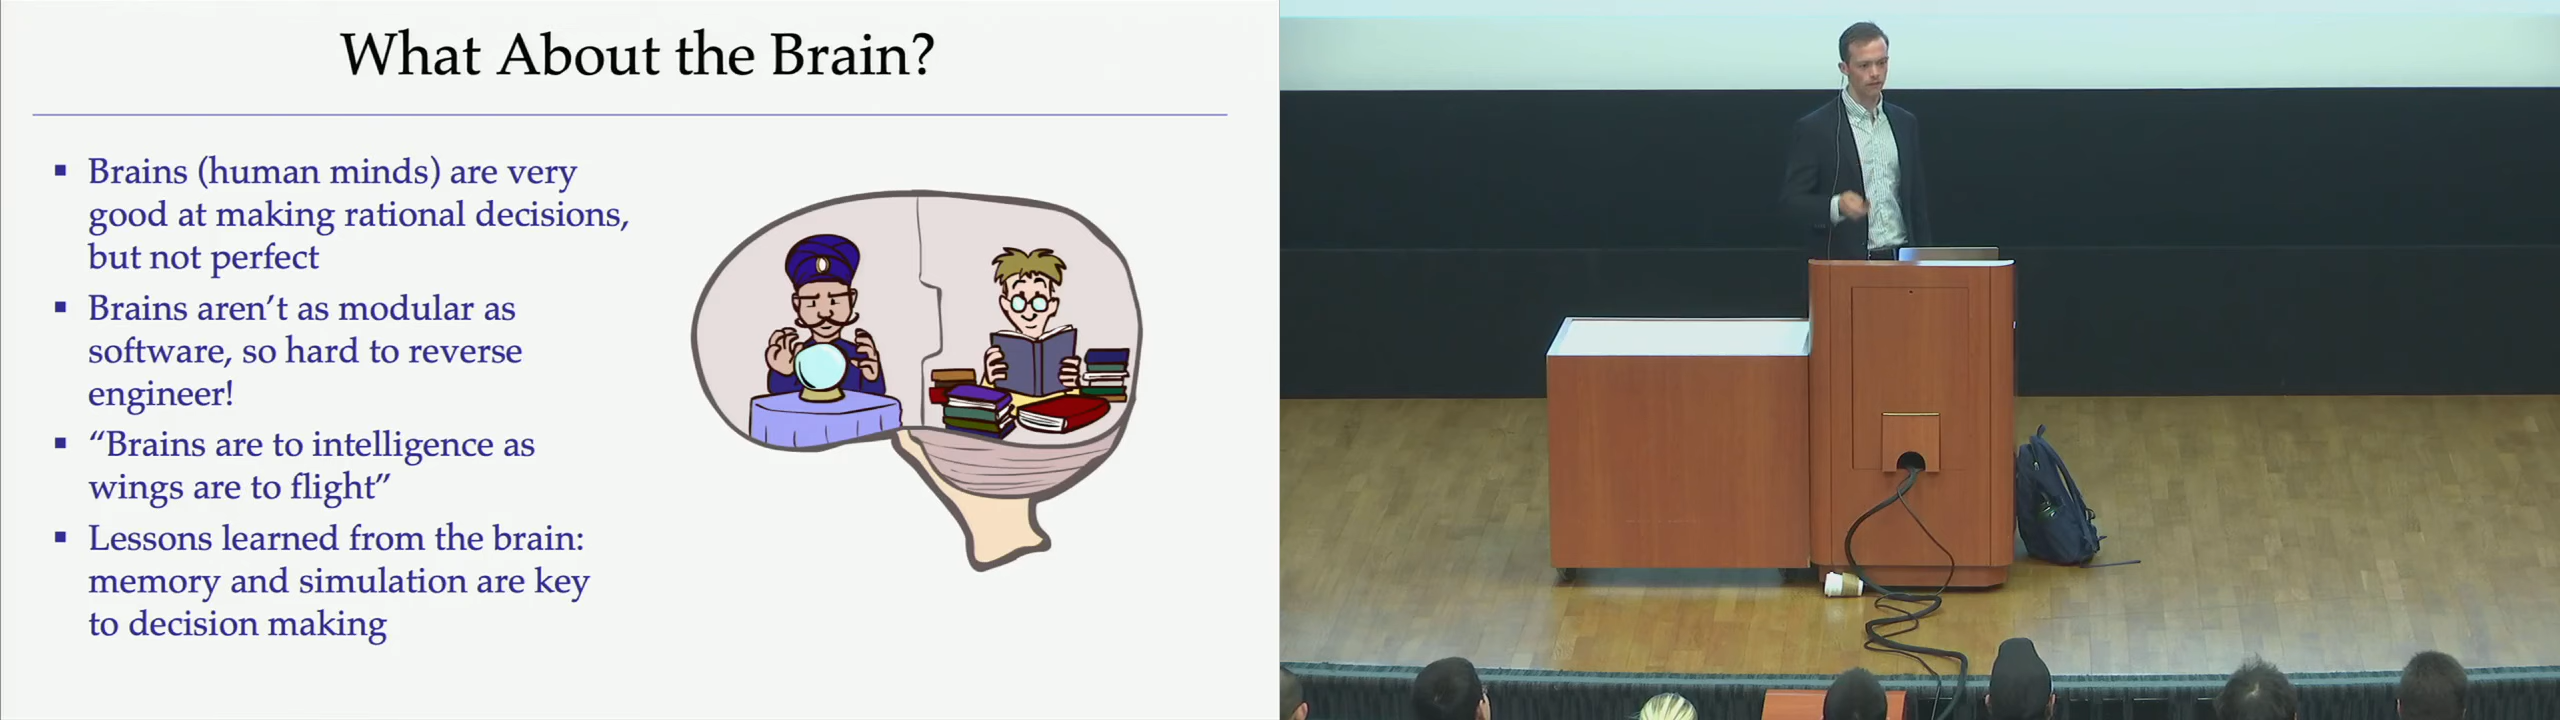 What About the Brain?
▪ Brains (human minds) are very
good at making rational decisions,
but not perfect
▪ Brains aren’t as modular as
software, so hard to reverse
engineer!
▪ “Brains are to intelligence as
wings are to flight”
▪ Lessons learned from the brain:
memory and simulation are key
to decision making